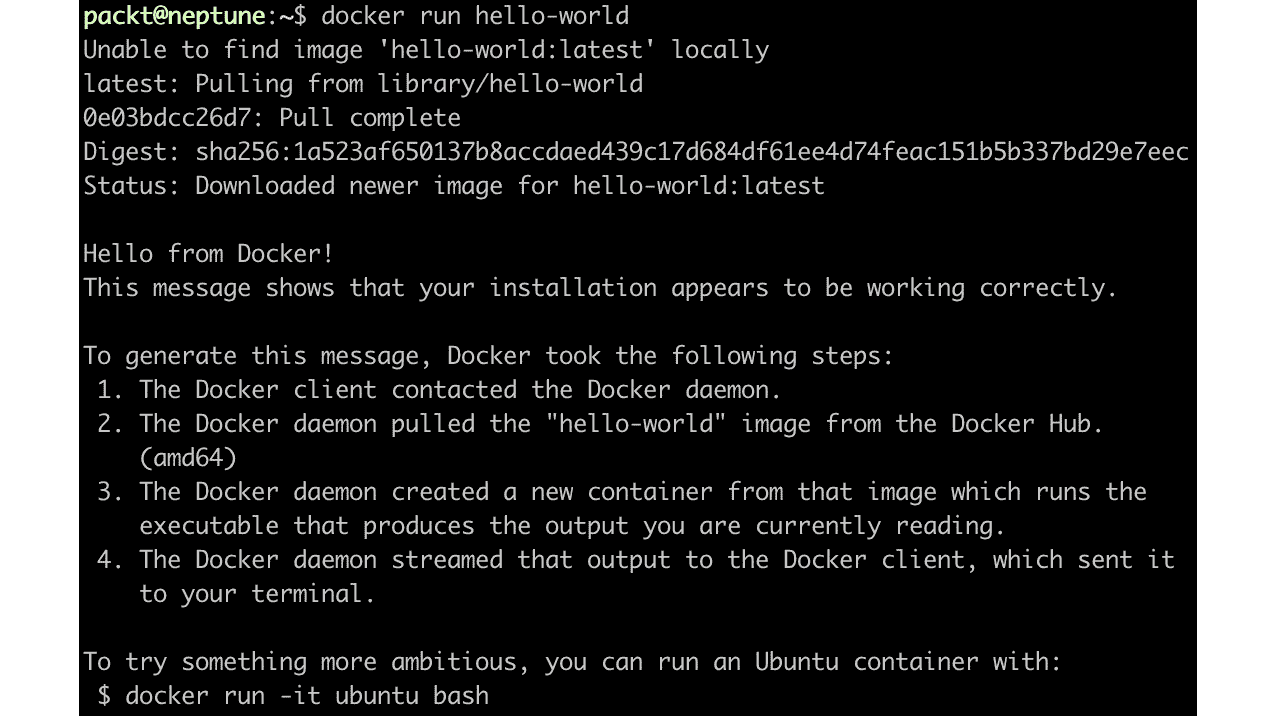 packt@neptune:~$ docker run hello-world
Unable to find image 'hello-world:latest' locally
latest: Pulling from library/hello-world
0e03bdcc26d7: Pull complete
Digest: sha256:1a523af650137b8accdaed439c17d684df61ee4d74feac151b5b337bd29e7eec
Status: Downloaded newer image for hello-world:latest

Hello from Docker!
This message shows that your installation appears to be working correctly.

To generate this message, Docker took the following steps:
 1. The Docker client contacted the Docker daemon.
 2. The Docker daemon pulled the "hello-world" image from the Docker Hub.
    (amd64)
 3. The Docker daemon created a new container from that image which runs the
    executable that produces the output you are currently reading.
 4. The Docker daemon streamed that output to the Docker client, which sent it
    to your terminal.

To try something more ambitious, you can run an Ubuntu container with:
 $ docker run -it ubuntu bash